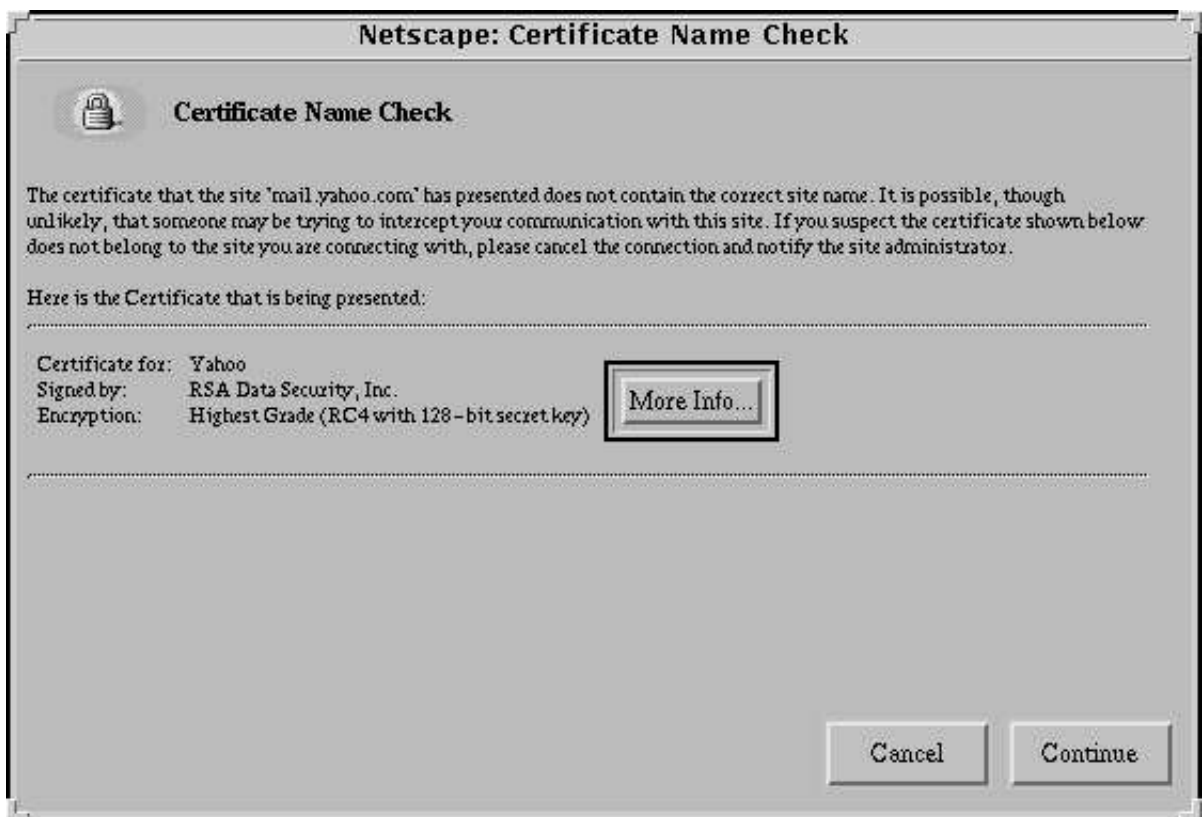 Netscape: Certificate Name Check
Certificate Name Check
The certificate that the site 'mail.yahoo.com' has presented does not contain the correct site name. It is possible, though
unlikely, that someone may be trying to intercept your communication with this site. If you suspect the certificate shown below
does not belong to the site you are connecting with, please cancel the connection and notify the site administrator.
Here is the Certificate that is being presented:
Certificate for: Yahoo
Signed by: RSA Data Security, Inc.
Encryption: Highest Grade (RC4 with 128-bit secret key)
More Info...
Cancel
Continue